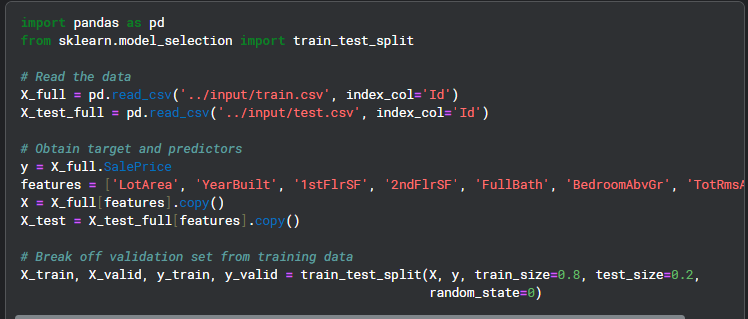 import pandas as pd
from sklearn.model_selection import train_test_split
# Read the data
X_full = pd.read_csv('../input/train.csv', index_col='Id')
X_test_full = pd.read_csv('../input/test.csv', index_col='Id')
# Obtain target and predictors
y = X_full.SalePrice
features = ['LotArea', 'YearBuilt', '1stFlrSF', '2ndFlrSF', 'FullBath', 'BedroomAbvGr',
X = X_full[features].copy()
X_test = X_test_full[features].copy()
# Break off validation set from training data
X_train, X_valid, y_train, y_valid = train_test_split(X, y, train_size=0.8, test_size=0.2,
random_state=0)